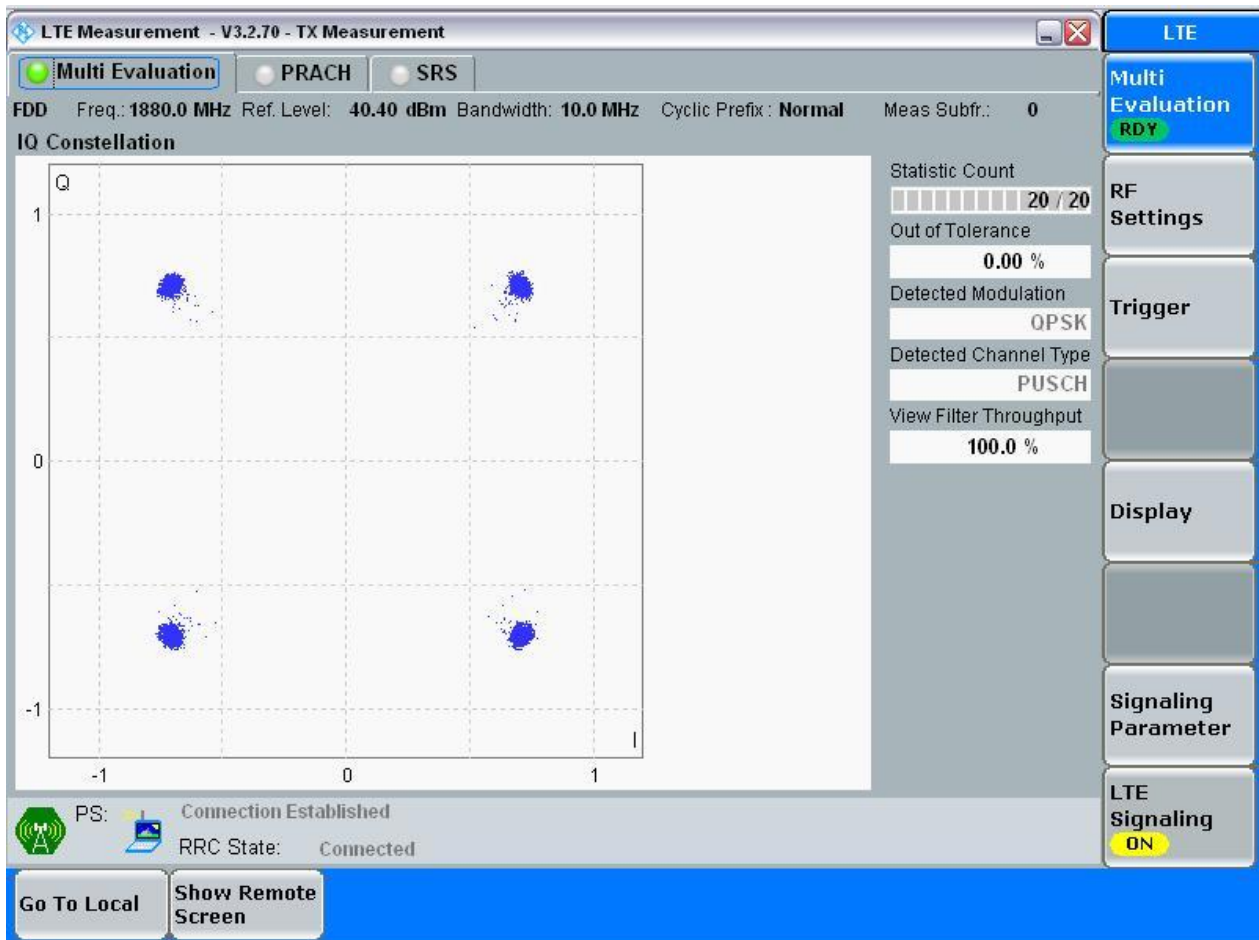 LTE Measurement - V3.2.70 - TX Measurement
LTE
Multi Evaluation PRACH SRS
FDD Freq.: 1880.0 MHz Ref. Level: 40.40 dBm Bandwidth: 10.0 MHz Cyclic Prefix : Normal Meas Subfr.: 0
IQ Constellation
Q
1
0
-1
I
-1 0 1
Statistic Count
20 / 20
Out of Tolerance
0.00 %
Detected Modulation
QPSK
Detected Channel Type
PUSCH
View Filter Throughput
100.0 %
Multi
Evaluation
RDY
RF
Settings
Trigger
Display
Signaling
Parameter
LTE
Signaling
ON
PS: Connection Established
RRC State: Connected
Go To Local
Show Remote
Screen